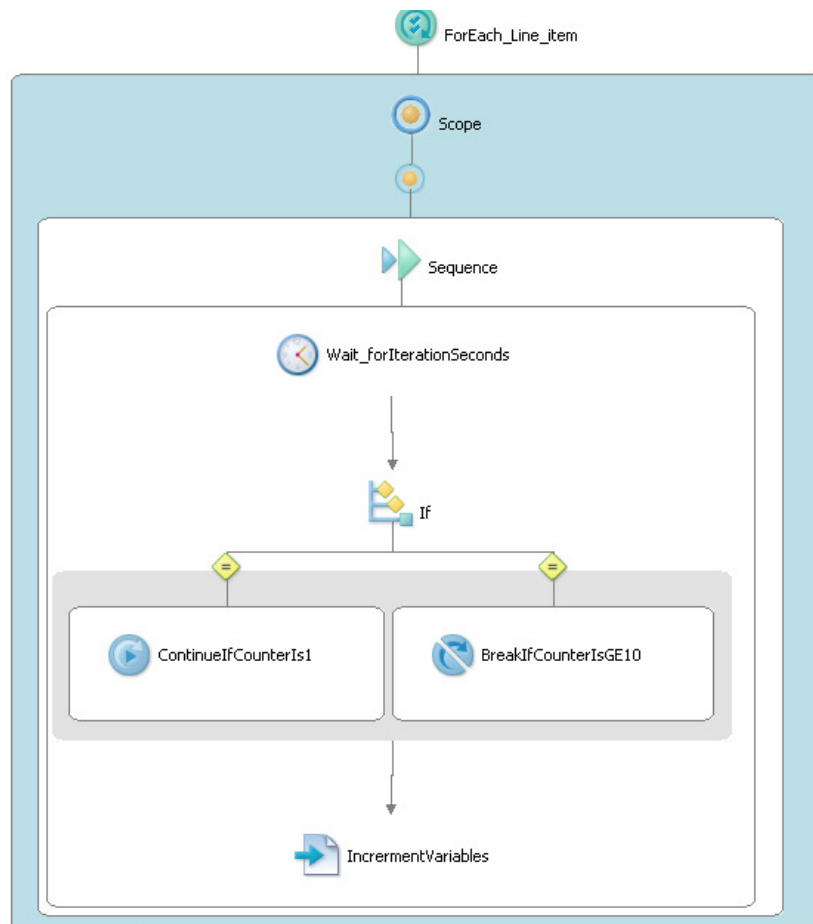 ForEach_Line_item
Scope
Sequence
Wait_forIterationSeconds
If
=
=
ContinueIfCounterIs1
BreakIfCounterIsGE10
IncrermentVariables